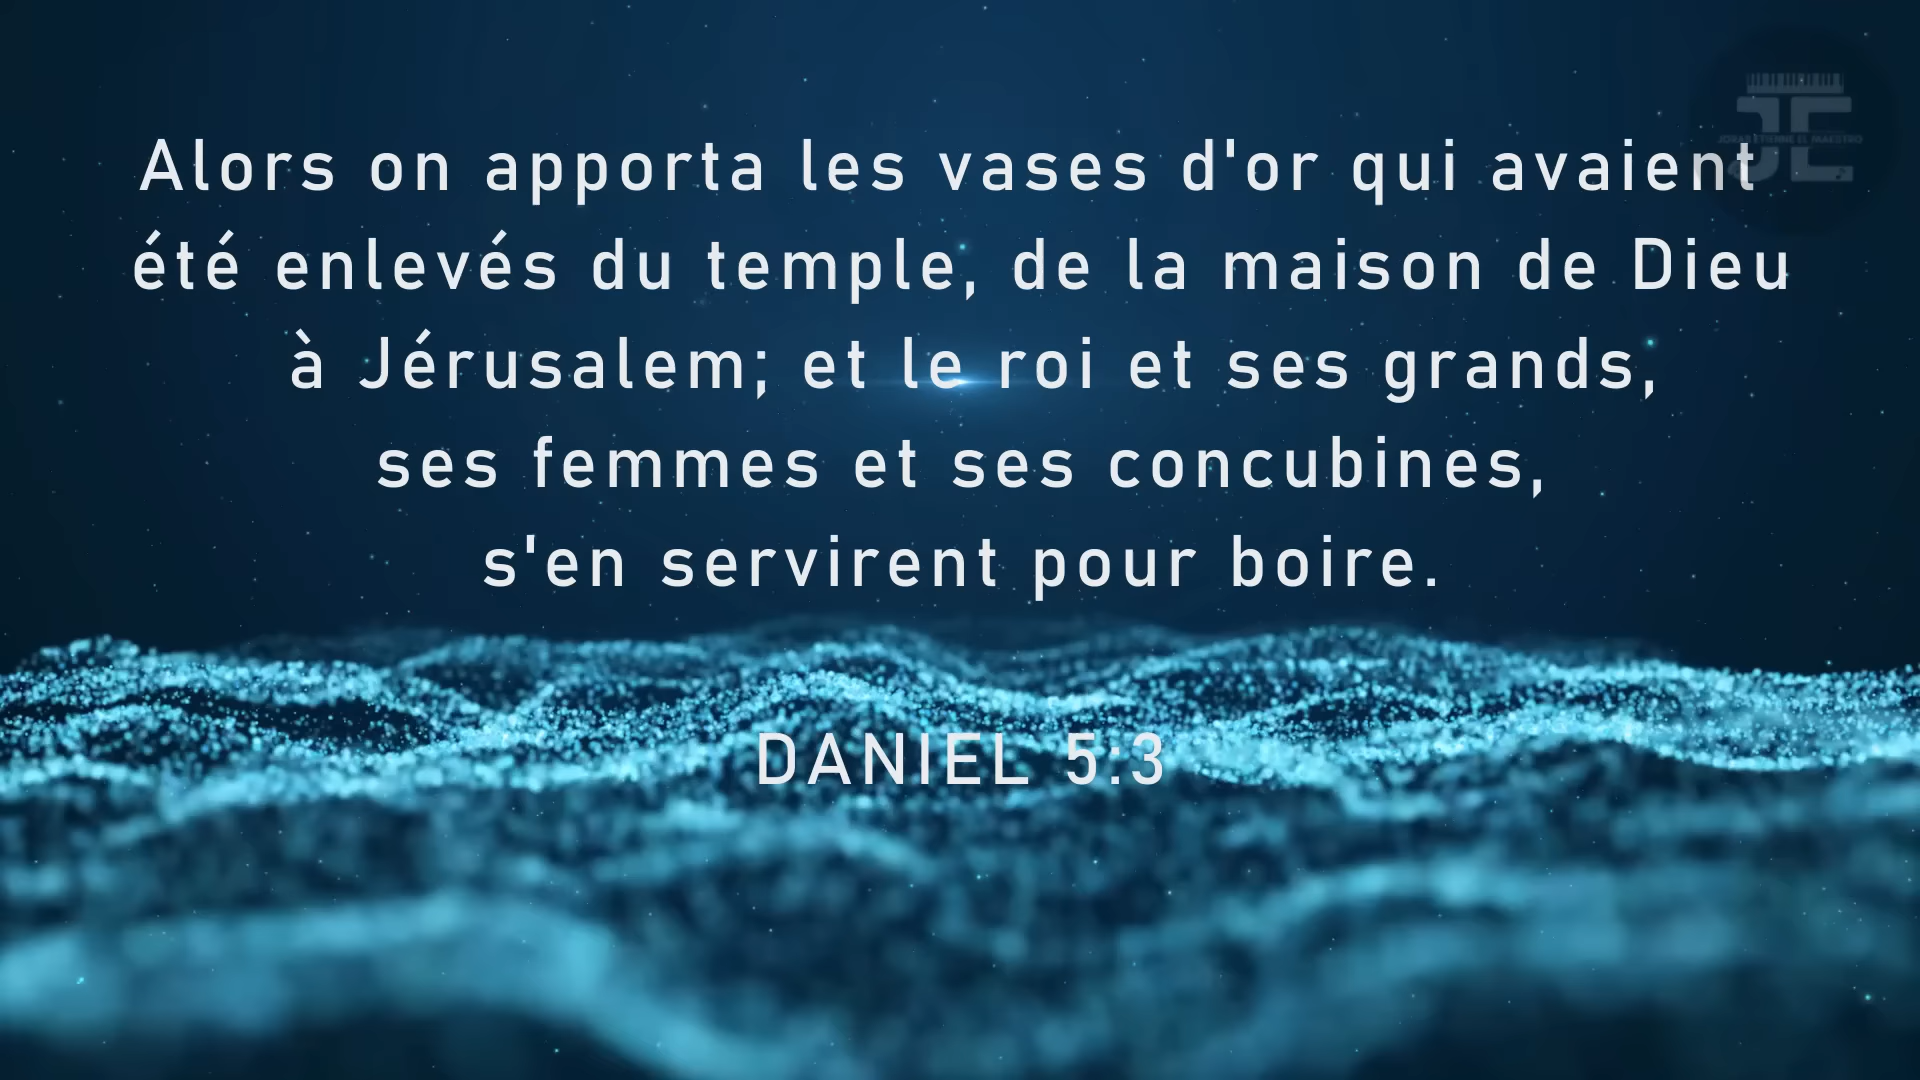 Alors on apporta les vases d'or qui avaient
été enlevés du temple, de la maison de Dieu
à Jérusalem; et le roi et ses grands,
ses femmes et ses concubines,
s'en servirent pour boire.
DANIEL 5:3